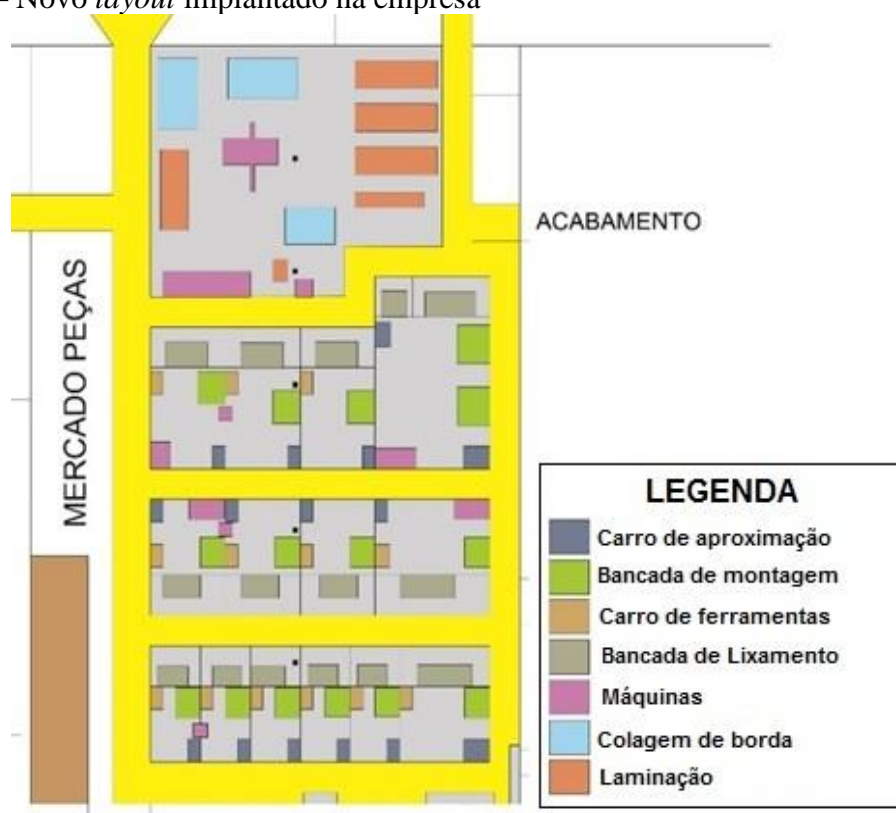 – Novo layout implantado na empresa
ACABAMENTO
MERCADO PEÇAS
LEGENDA
Carro de aproximação
Bancada de montagem
Carro de ferramentas
Bancada de Lixamento
Máquinas
Colagem de borda
Laminação